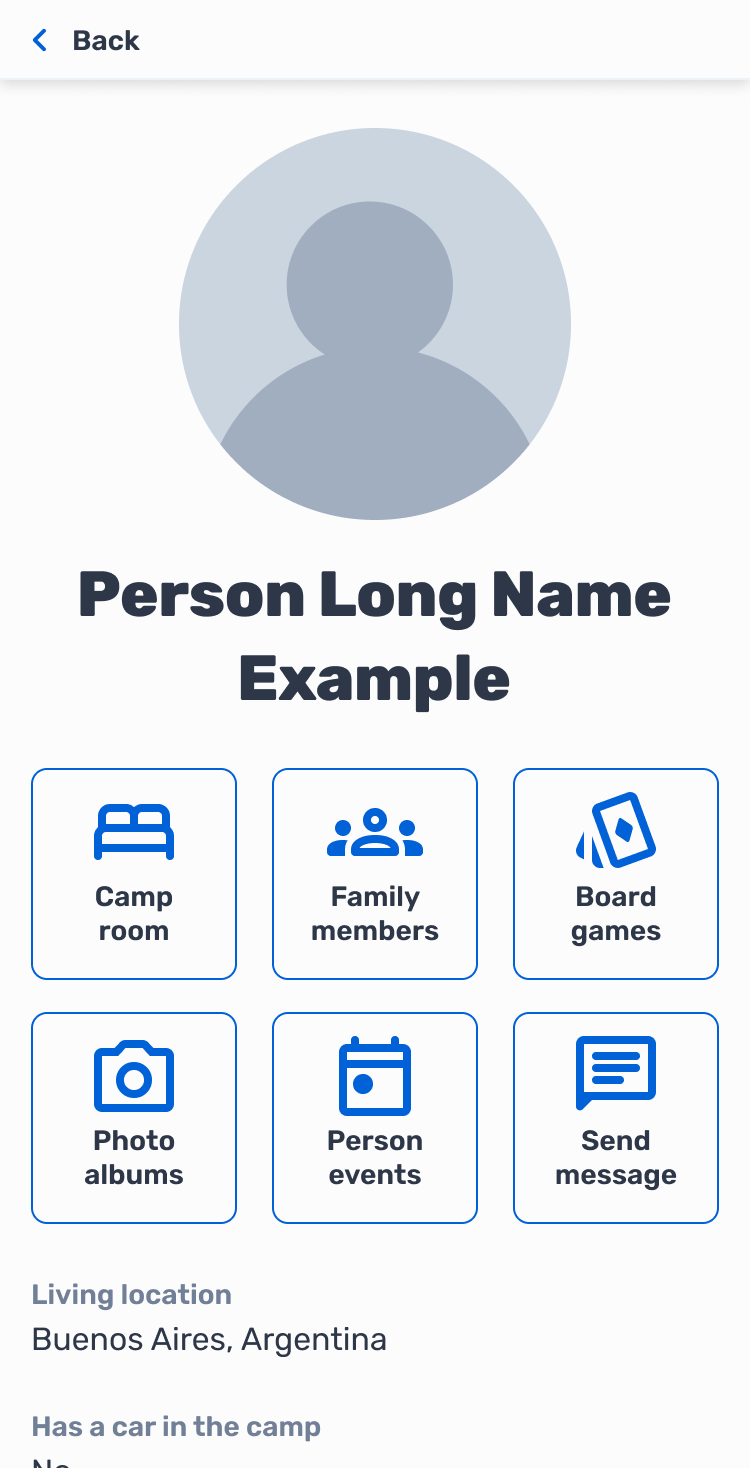 Back
Person Long Name
Example
Camp
room
Family
members
Board
games
Photo
albums
Person
events
Send
message
Living location
Buenos Aires, Argentina
Has a car in the camp
No